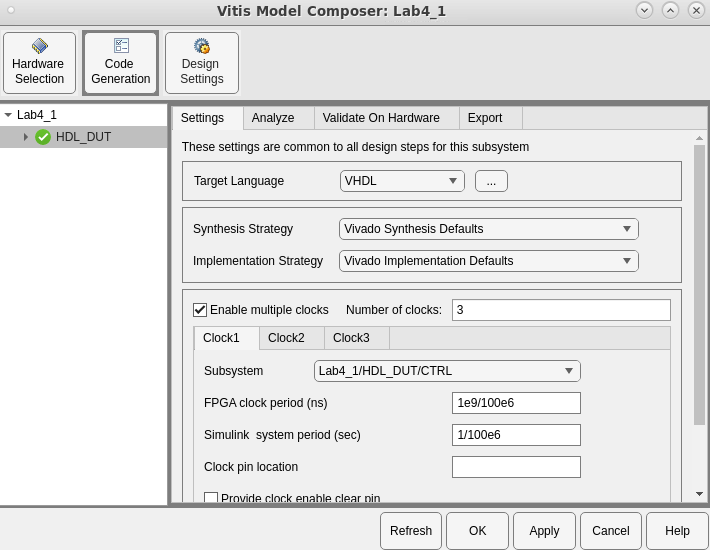 Vitis Model Composer: Lab4_1
Hardware Selection
Code Generation
Design Settings
Lab4_1
HDL_DUT
Settings Analyze Validate On Hardware Export
These settings are common to all design steps for this subsystem
Target Language VHDL ...
Synthesis Strategy Vivado Synthesis Defaults
Implementation Strategy Vivado Implementation Defaults
Enable multiple clocks Number of clocks: 3
Clock1 Clock2 Clock3
Subsystem Lab4_1/HDL_DUT/CTRL
FPGA clock period (ns) 1e9/100e6
Simulink system period (sec) 1/100e6
Clock pin location
Provide clock enable clear pin
Refresh OK Apply Cancel Help